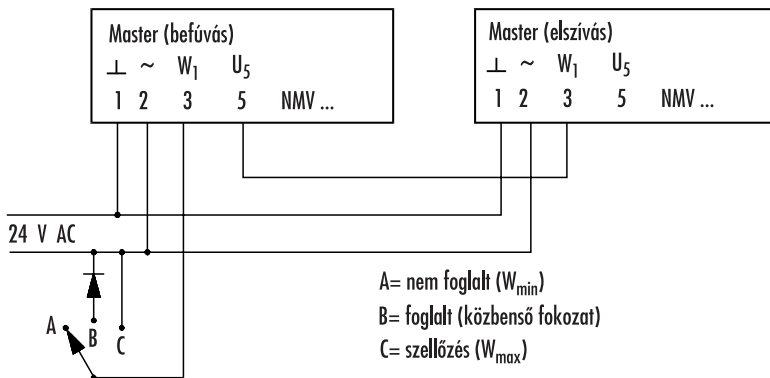 Master (befúvás)
⊥ ~ W₁ U₅
1 2 3 5 NMV ...
Master (elszívás)
⊥ ~ W₁ U₅
1 2 3 5 NMV ...
24 V AC
A B C
A= nem foglalt (Wmin)
B= foglalt (közbenső fokozat)
C= szellőzés (Wmax)